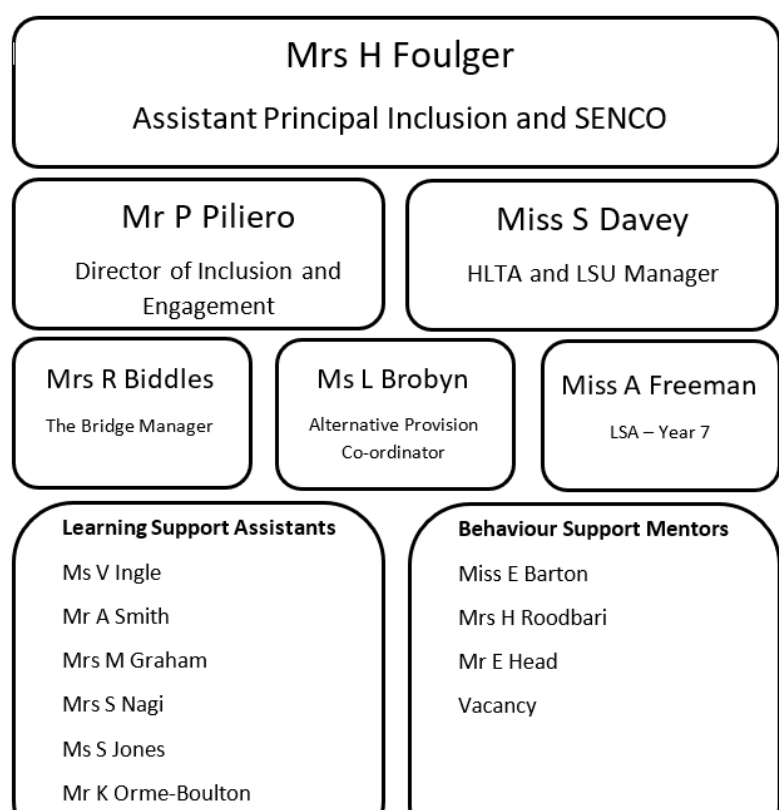 Mrs H Foulger
Assistant Principal Inclusion and SENCO
Mr P Piliero
Director of Inclusion and
Engagement
Miss S Davey
HLTA and LSU Manager
Mrs R Biddles
The Bridge Manager
Ms L Brobyn
Alternative Provision
Co-ordinator
Miss A Freeman
LSA – Year 7
Learning Support Assistants
Ms V Ingle
Mr A Smith
Mrs M Graham
Mrs S Nagi
Ms S Jones
Mr K Orme-Boulton
Behaviour Support Mentors
Miss E Barton
Mrs H Roodbari
Mr E Head
Vacancy